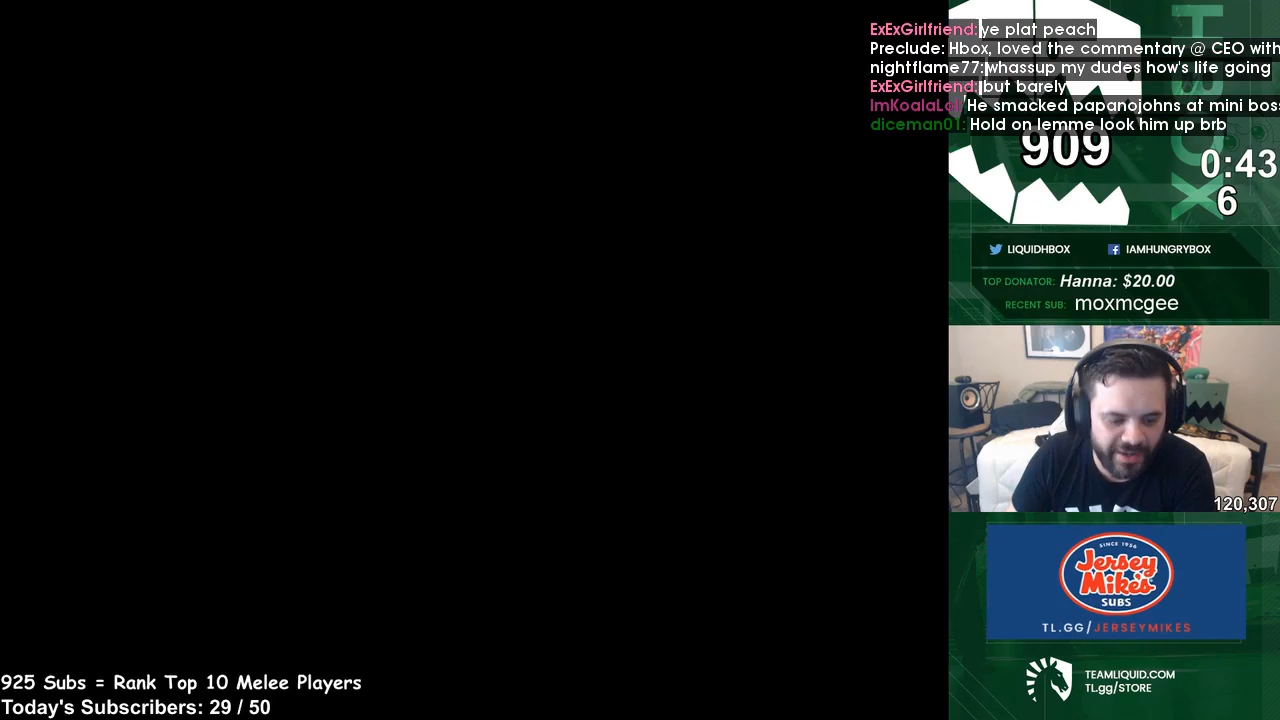 ExExGirlfriend: ye plat peach
Preclude: Hbox, loved the commentary @ CEO with
nightflame77: whassup my dudes how's life going
ExExGirlfriend: but barely
ImKoalaLol: He smacked papanojohns at mini boss
diceman01: Hold on lemme look him up brb
HBOX
909
0:43
6
LIQUIDHBOX
IAMHUNGRYBOX
TOP DONATOR: Hanna: $20.00
RECENT SUB: moxmcgee
120,307
SINCE 1956
Jersey
Mike's
SUBS
TL.GG/JERSEYMIKES
TEAMLIQUID.COM
TL.gg/STORE
925 Subs = Rank Top 10 Melee Players
Today's Subscribers: 29 / 50